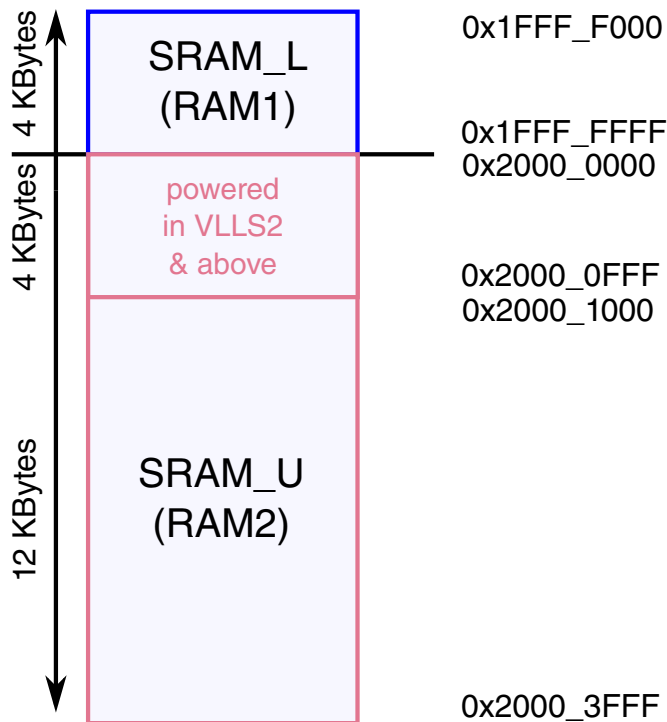 4 KBytes
SRAM_L
(RAM1)
0x1FFF_F000
0x1FFF_FFFF
0x2000_0000
4 KBytes
powered
in VLLS2
& above
0x2000_0FFF
0x2000_1000
12 KBytes
SRAM_U
(RAM2)
0x2000_3FFF